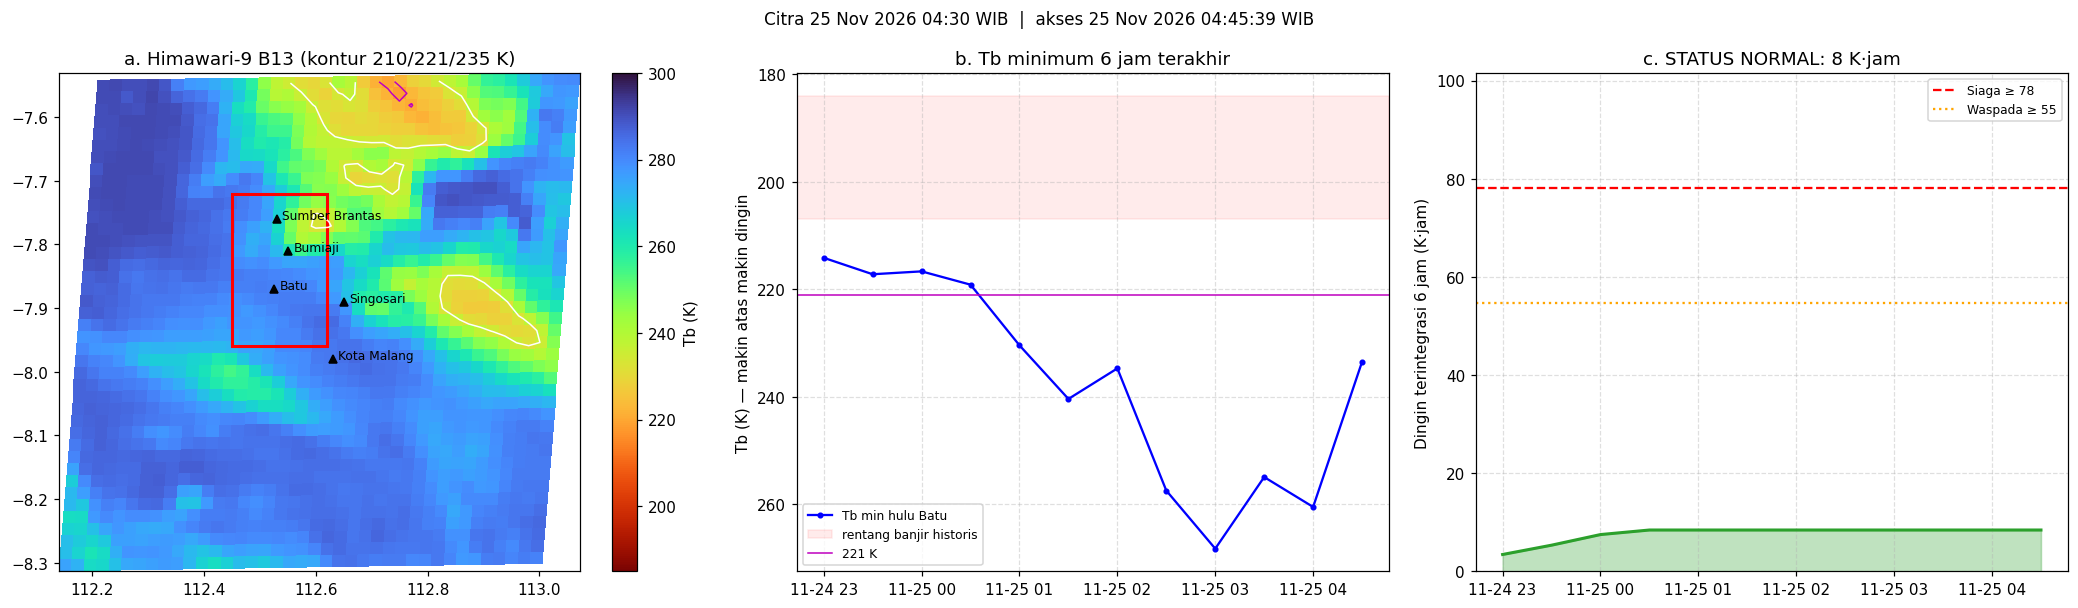 Citra 25 Nov 2026 04:30 WIB | akses 25 Nov 2026 04:45:39 WIB
a. Himawari-9 B13 (kontur 210/221/235 K)
−7.6
−7.7
−7.8
−7.9
−8.0
−8.1
−8.2
−8.3
112.2
112.4
112.6
112.8
113.0
Sumber Brantas
Bumiaji
Batu
Singosari
Kota Malang
300
280
260
240
220
200
Tb (K)
b. Tb minimum 6 jam terakhir
Tb (K) — makin atas makin dingin
180
200
220
240
260
Tb min hulu Batu
rentang banjir historis
221 K
11-24 23
11-25 00
11-25 01
11-25 02
11-25 03
11-25 04
c. STATUS NORMAL: 8 K·jam
Dingin terintegrasi 6 jam (K·jam)
100
80
60
40
20
0
Siaga ≥ 78
Waspada ≥ 55
11-24 23
11-25 00
11-25 01
11-25 02
11-25 03
11-25 04